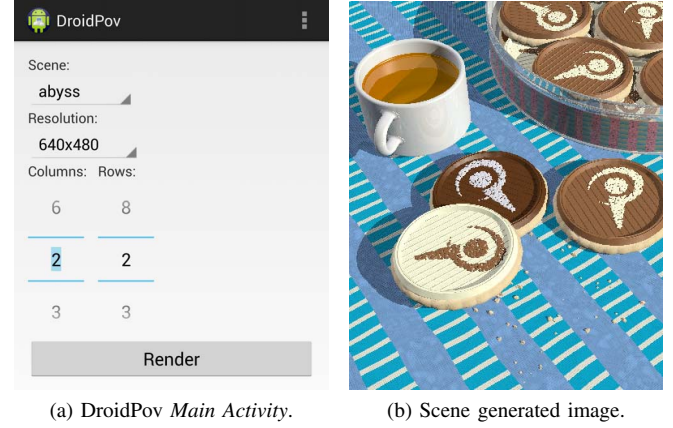 DroidPov
Scene:
abyss
Resolution:
640x480
Columns: Rows:
6 8
2 2
3 3
Render
(a) DroidPov Main Activity.
(b) Scene generated image.